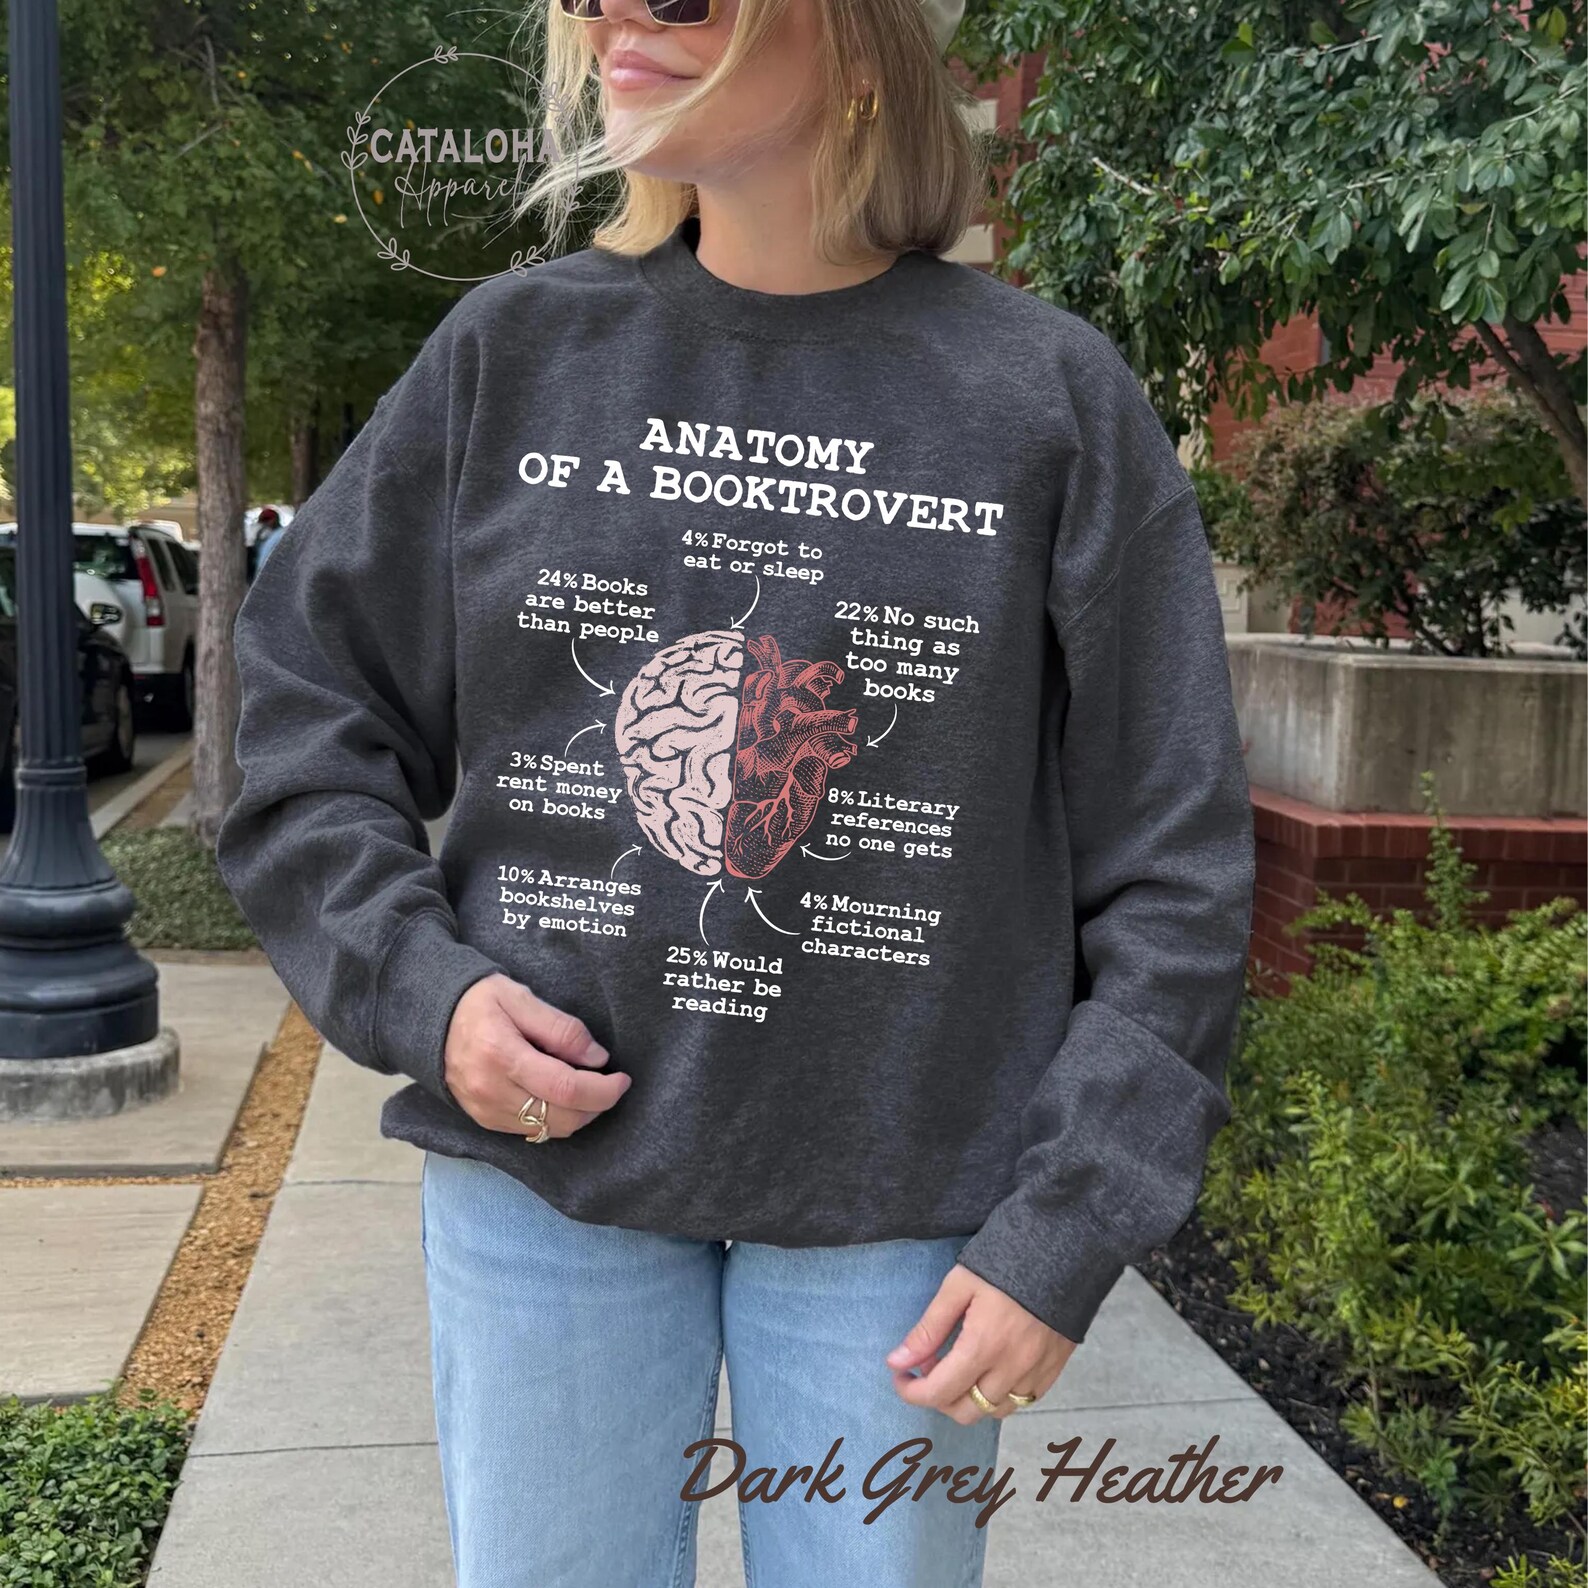 CATALOHA
Apparel
ANATOMY
OF A BOOKTROVERT
4% Forgot to
eat or sleep
24% Books
are better
than people
22% No such
thing as
too many
books
3% Spent
rent money
on books
8% Literary
references
no one gets
10% Arranges
bookshelves
by emotion
4% Mourning
fictional
characters
25% Would
rather be
reading
Dark Grey Heather